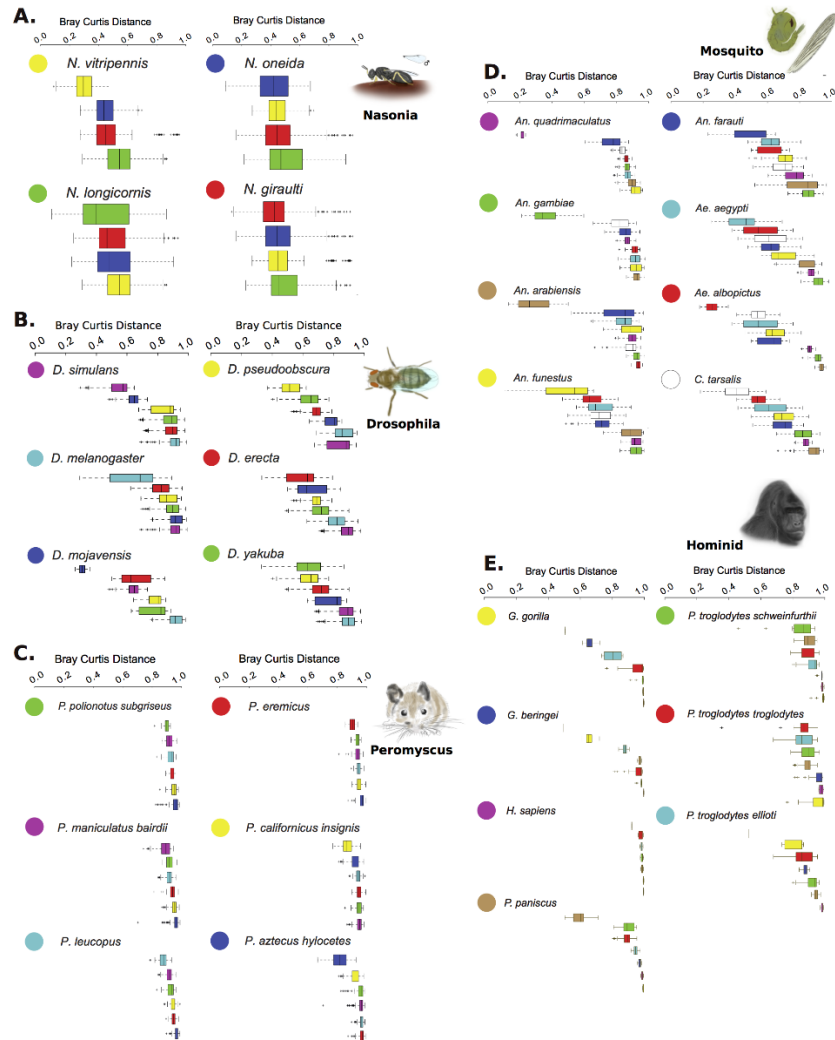 A.
Bray Curtis Distance
0.0 0.2 0.4 0.6 0.8 1.0
Bray Curtis Distance
0.0 0.2 0.4 0.6 0.8 1.0
N. vitripennis
N. oneida
Nasonia
N. longicornis
N. giraulti
B.
Bray Curtis Distance
0.0 0.2 0.4 0.6 0.8 1.0
Bray Curtis Distance
0.0 0.2 0.4 0.6 0.8 1.0
D. simulans
D. pseudoobscura
Drosophila
D. melanogaster
D. erecta
D. mojavensis
D. yakuba
C.
Bray Curtis Distance
0.0 0.2 0.4 0.6 0.8 1.0
Bray Curtis Distance
0.0 0.2 0.4 0.6 0.8 1.0
P. polionotus subgriseus
P. eremicus
Peromyscus
P. maniculatus bairdii
P. californicus insignis
P. leucopus
P. aztecus hylocetes
Mosquito
D.
Bray Curtis Distance
0.0 0.2 0.4 0.6 0.8 1.0
Bray Curtis Distance
0.0 0.2 0.4 0.6 0.8 1.0
An. quadrimaculatus
An. farauti
An. gambiae
Ae. aegypti
An. arabiensis
Ae. albopictus
An. funestus
C. tarsalis
Hominid
E.
Bray Curtis Distance
0.0 0.2 0.4 0.6 0.8 1.0
Bray Curtis Distance
0.0 0.2 0.4 0.6 0.8 1.0
G. gorilla
P troglodytes schweinfurthii
G. beringei
P. troglodytes troglodytes
H. sapiens
P. troglodytes ellioti
P. paniscus